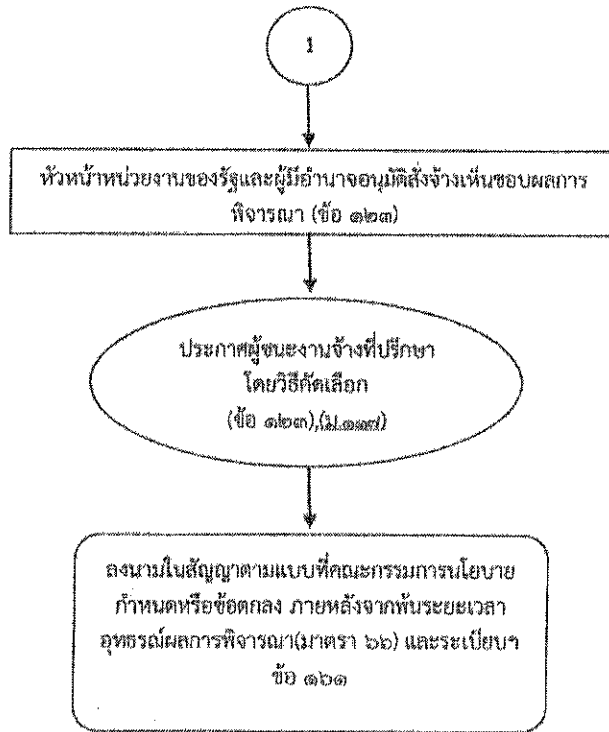 1
หัวหน้าหน่วยงานของรัฐและผู้มีอำนาจอนุมัติสั่งจ้างเห็นชอบผลการ
พิจารณา (ข้อ ๑๒๓)
ประกาศผู้ชนะงานจ้างที่ปรึกษา
โดยวิธีคัดเลือก
(ข้อ ๑๒๓),(ม.๑๑๗)
ลงนามในสัญญาตามแบบที่คณะกรรมการนโยบาย
กำหนดหรือข้อตกลง ภายหลังจากพ้นระยะเวลา
อุทธรณ์ผลการพิจารณา(มาตรา ๖๖) และระเบียบฯ
ข้อ ๑๖๑